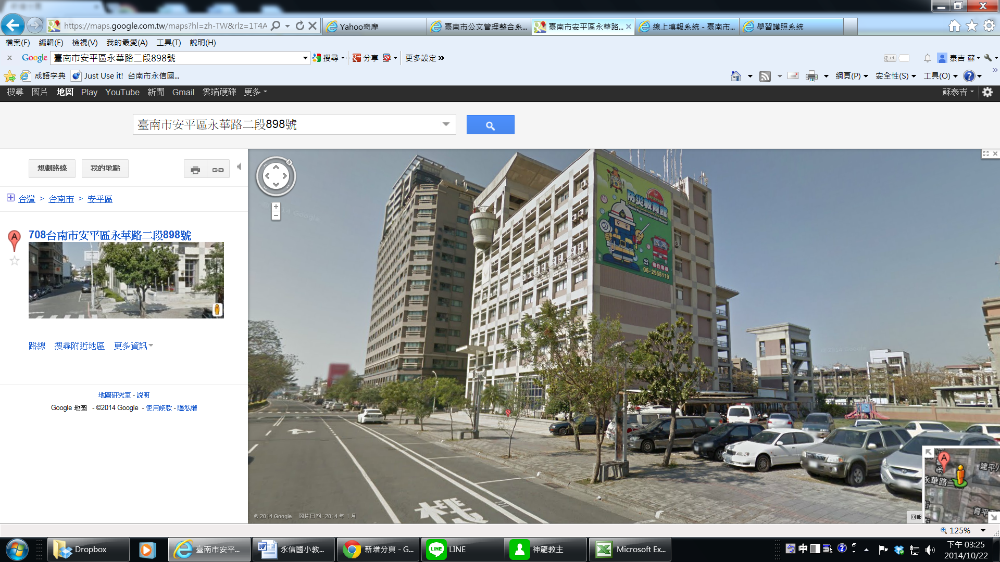 https://maps.google.com.tw/maps?hl=zh-TW&rlz=1T4A
Yahoo奇摩
臺南市公文管理整合系...
臺南市安平區永華路...
線上填報系統 - 臺南市...
學習護照系統
檔案(F) 編輯(E) 檢視(V) 我的最愛(A) 工具(T) 說明(H)
x Google 臺南市安平區永華路二段898號 搜尋 分享 更多設定 »
泰吉 蘇
成語字典 Just Use it! 台南市永信國...
網頁(P) 安全性(S) 工具(O)
搜尋 圖片 地圖 Play YouTube 新聞 Gmail 雲端硬碟 更多
蘇泰吉
臺南市安平區永華路二段898號
規劃路線 我的地點
台灣 > 台南市 > 安平區
A
708台南市安平區永華路二段898號
路線 搜尋附近地區 更多資訊
地圖研究室 - 說明
Google 地圖 - ©2014 Google - 使用條款 - 隱私權
N
防災教育館
預約專線
06-2958119
© 2014 Google 圖片日期: 2014 年 1 月
A
建平
永華路二
育平
回報
125%
Dropbox
臺南市安平...
永信國小教...
新增分頁 - G...
LINE
神龍教主
Microsoft Ex...
中
下午 03:25
2014/10/22